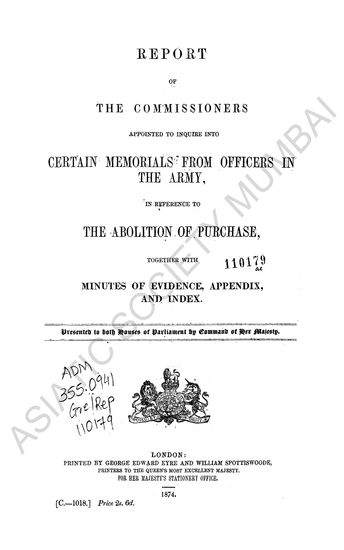 REPORT
OF
THE COMMISSIONERS
APPOINTED TO INQUIRE INTO
CERTAIN MEMORIALS FROM OFFICERS IN
THE ARMY,
IN REFERENCE TO
THE ABOLITION OF PURCHASE,
TOGETHER WITH
110179
MINUTES OF EVIDENCE, APPENDIX,
AND INDEX.
Presented to both Houses of Parliament by Command of Her Majesty.
ADM
355.0941
Gre/Rep
110179
LONDON:
PRINTED BY GEORGE EDWARD EYRE AND WILLIAM SPOTTISWOODE,
PRINTERS TO THE QUEEN'S MOST EXCELLENT MAJESTY.
FOR HER MAJESTY'S STATIONERY OFFICE.
1874.
[C.—1018.] Price 2s. 6d.
ASIATIC SOCIETY MUMBAI